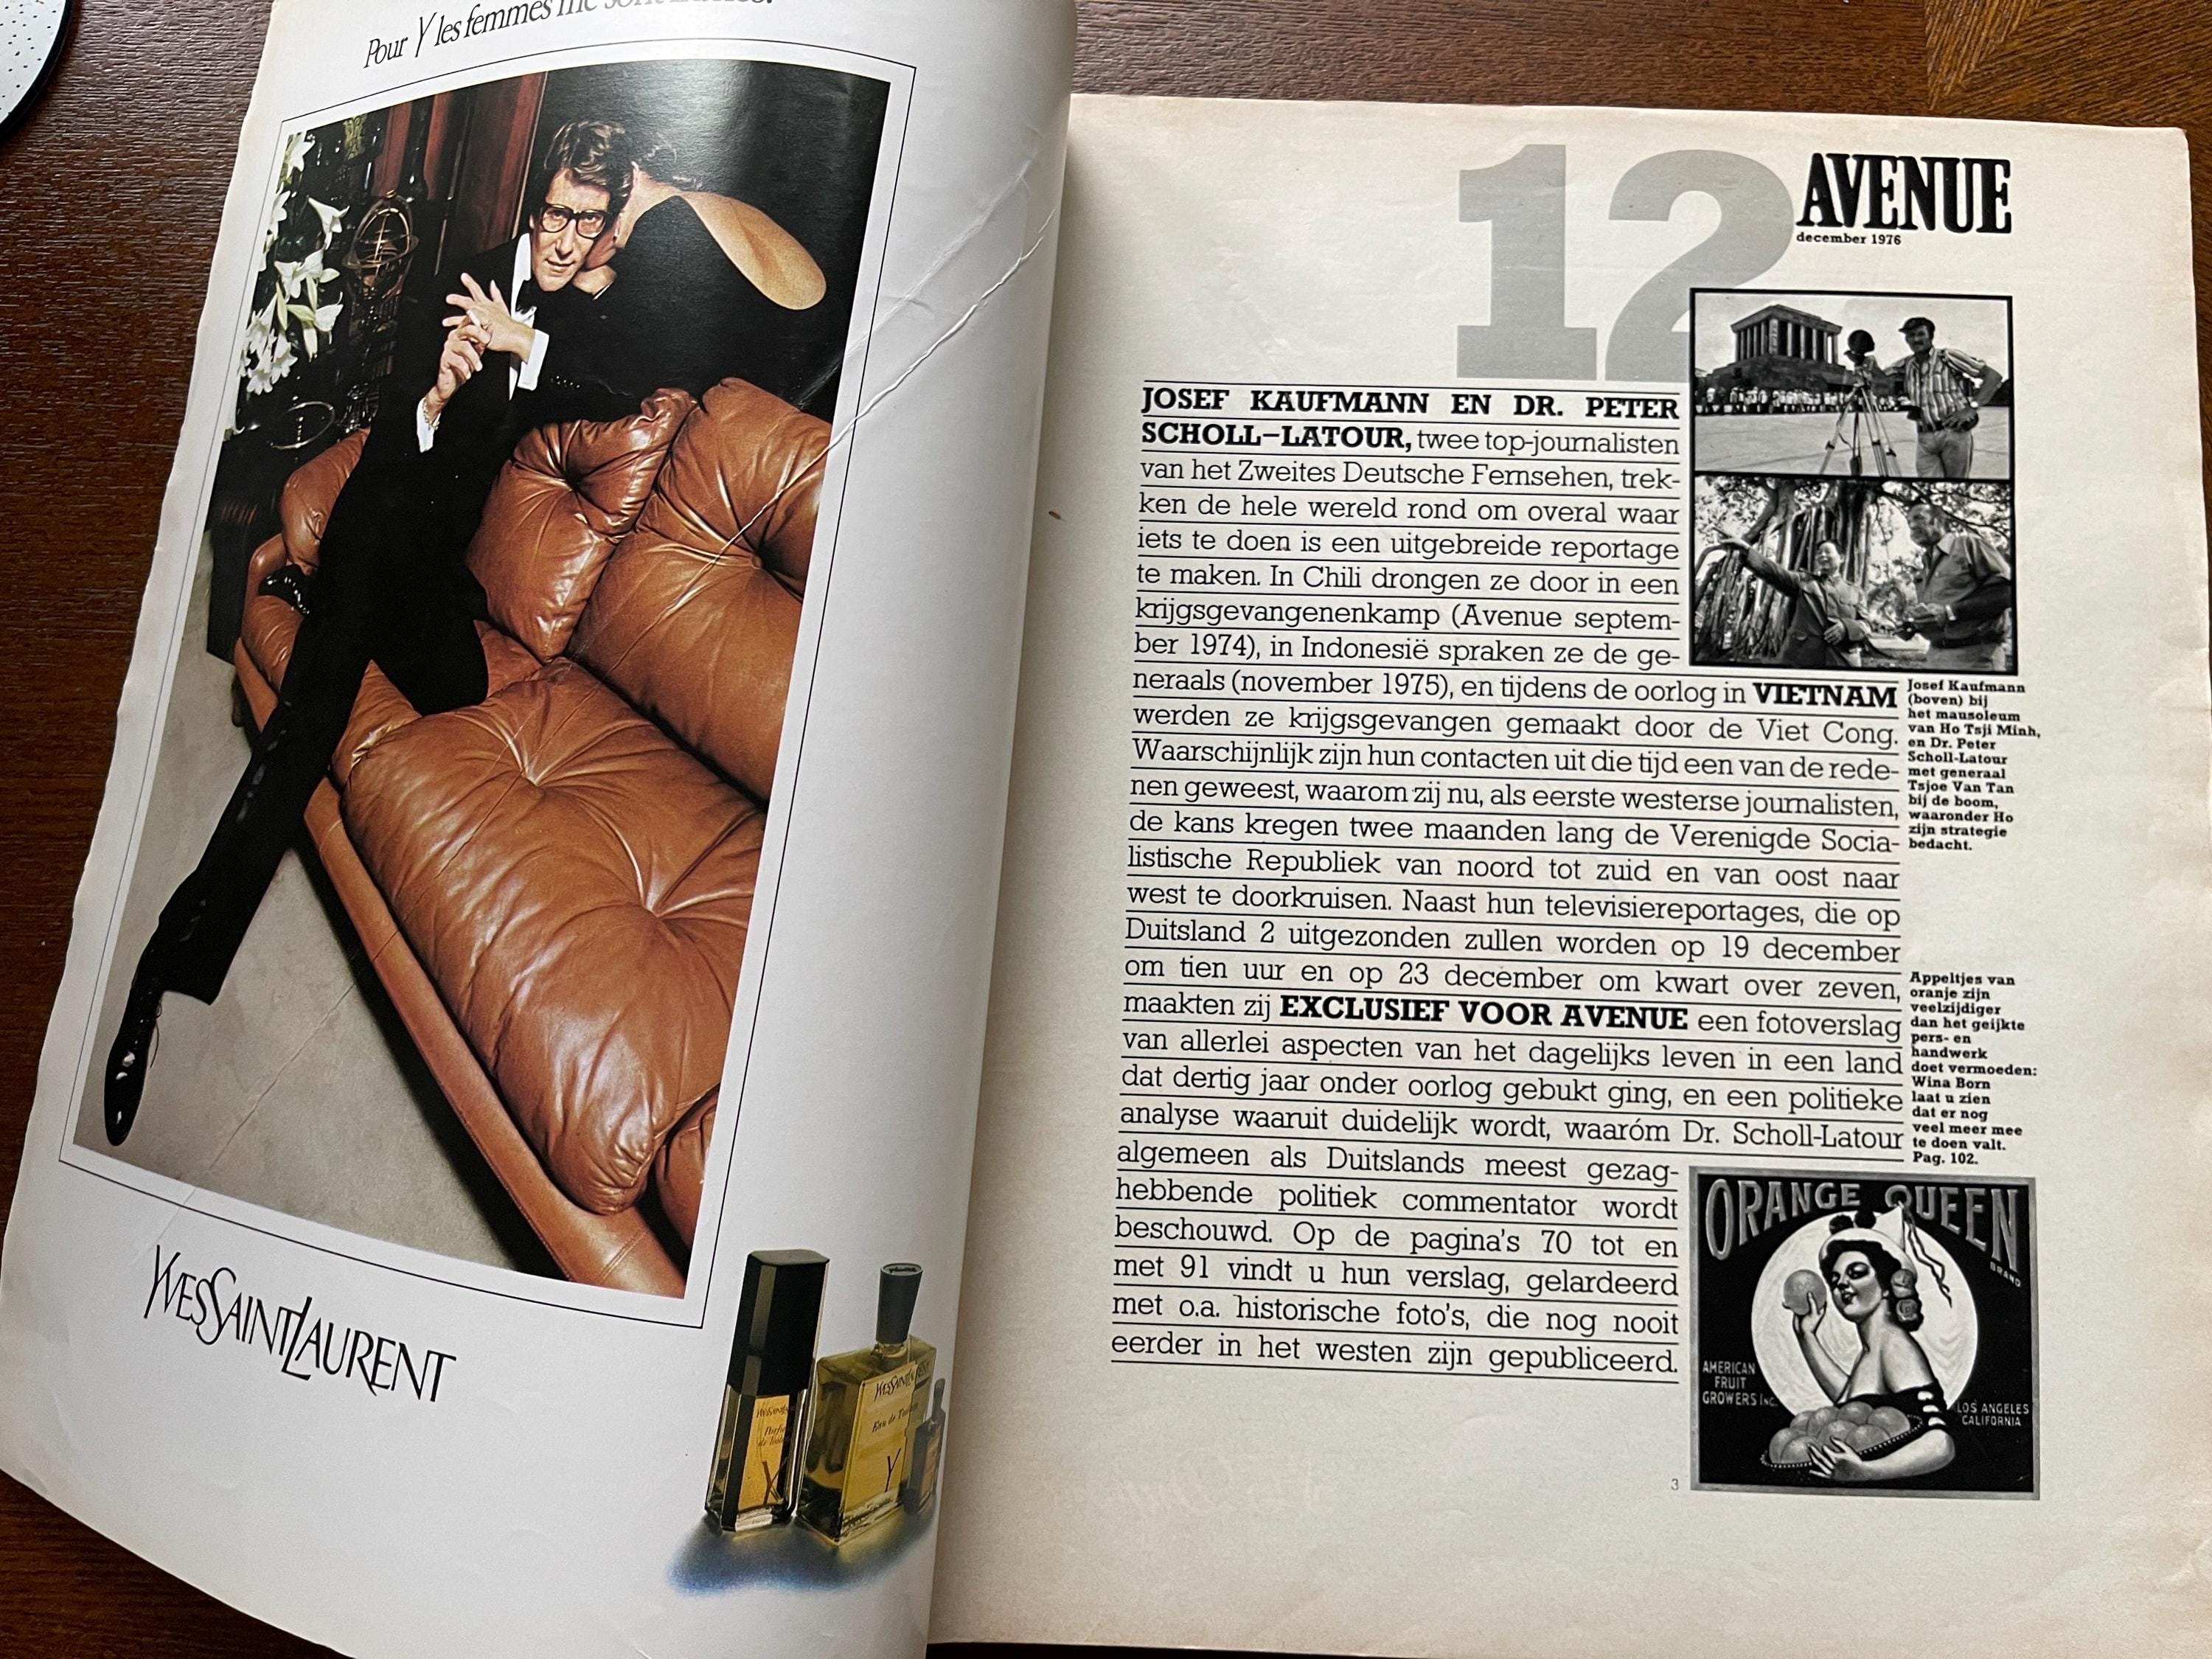 Pour Y les femmes me sont
YVESSAINTLAURENT
YVESSAINTLAURENT
Eau de
Y
12
AVENUE
december 1976
JOSEF KAUFMANN EN DR. PETER
SCHOLL-LATOUR, twee top-journalisten
van het Zweites Deutsche Fernsehen, trek-
ken de hele wereld rond om overal waar
iets te doen is een uitgebreide reportage
te maken. In Chili drongen ze door in een
krijgsgevangenenkamp (Avenue septem-
ber 1974), in Indonesië spraken ze de ge-
neraals (november 1975), en tijdens de oorlog in VIETNAM
werden ze krijgsgevangen gemaakt door de Viet Cong.
Waarschijnlijk zijn hun contacten uit die tijd een van de rede-
nen geweest, waarom zij nu, als eerste westerse journalisten,
de kans kregen twee maanden lang de Verenigde Socia-
listische Republiek van noord tot zuid en van oost naar
west te doorkruisen. Naast hun televisiereportages, die op
Duitsland 2 uitgezonden zullen worden op 19 december
om tien uur en op 23 december om kwart over zeven,
maakten zij EXCLUSIEF VOOR AVENUE een fotoverslag
van allerlei aspecten van het dagelijks leven in een land
dat dertig jaar onder oorlog gebukt ging, en een politieke
analyse waaruit duidelijk wordt, waaróm Dr. Scholl-Latour
algemeen als Duitslands meest gezag-
hebbende politiek commentator wordt
beschouwd. Op de pagina's 70 tot en
met 91 vindt u hun verslag, gelardeerd
met o.a. historische foto's, die nog nooit
eerder in het westen zijn gepubliceerd.
Josef Kaufmann
(boven) bij
het mausoleum
van Ho Tsji Minh,
en Dr. Peter
Scholl-Latour
met generaal
Tsjoe Van Tan
bij de boom,
waaronder Ho
zijn strategie
bedacht.
Appeltjes van
oranje zijn
veelzijdiger
dan het geijkte
pers- en
handwerk
doet vermoeden:
Wina Born
laat u zien
dat er nog
veel meer mee
te doen valt.
Pag. 102.
ORANGE QUEEN
BRAND
AMERICAN
FRUIT
GROWERS INC.
LOS ANGELES
CALIFORNIA
3